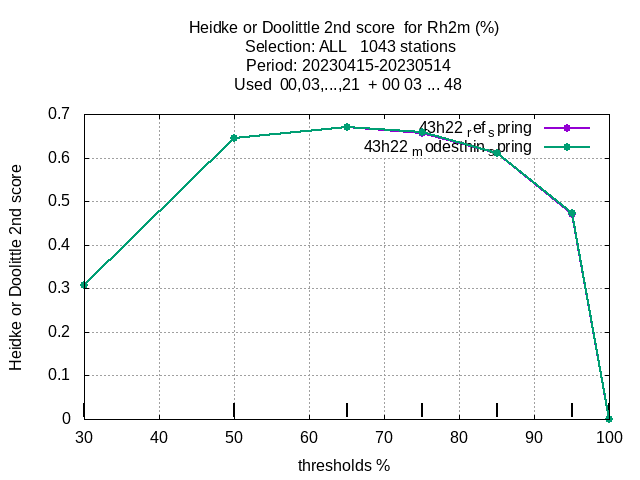 Heidke or Doolittle 2nd score  for Rh2m (%)
Selection: ALL   1043 stations
Period: 20230415-20230514
Used  00,03,...,21  + 00 03 ... 48
43h22 ref spring
43h22 modesthin spring
Heidke or Doolittle 2nd score
0.7
0.6
0.5
0.4
0.3
0.2
0.1
0
30 40 50 60 70 80 90 100
thresholds %